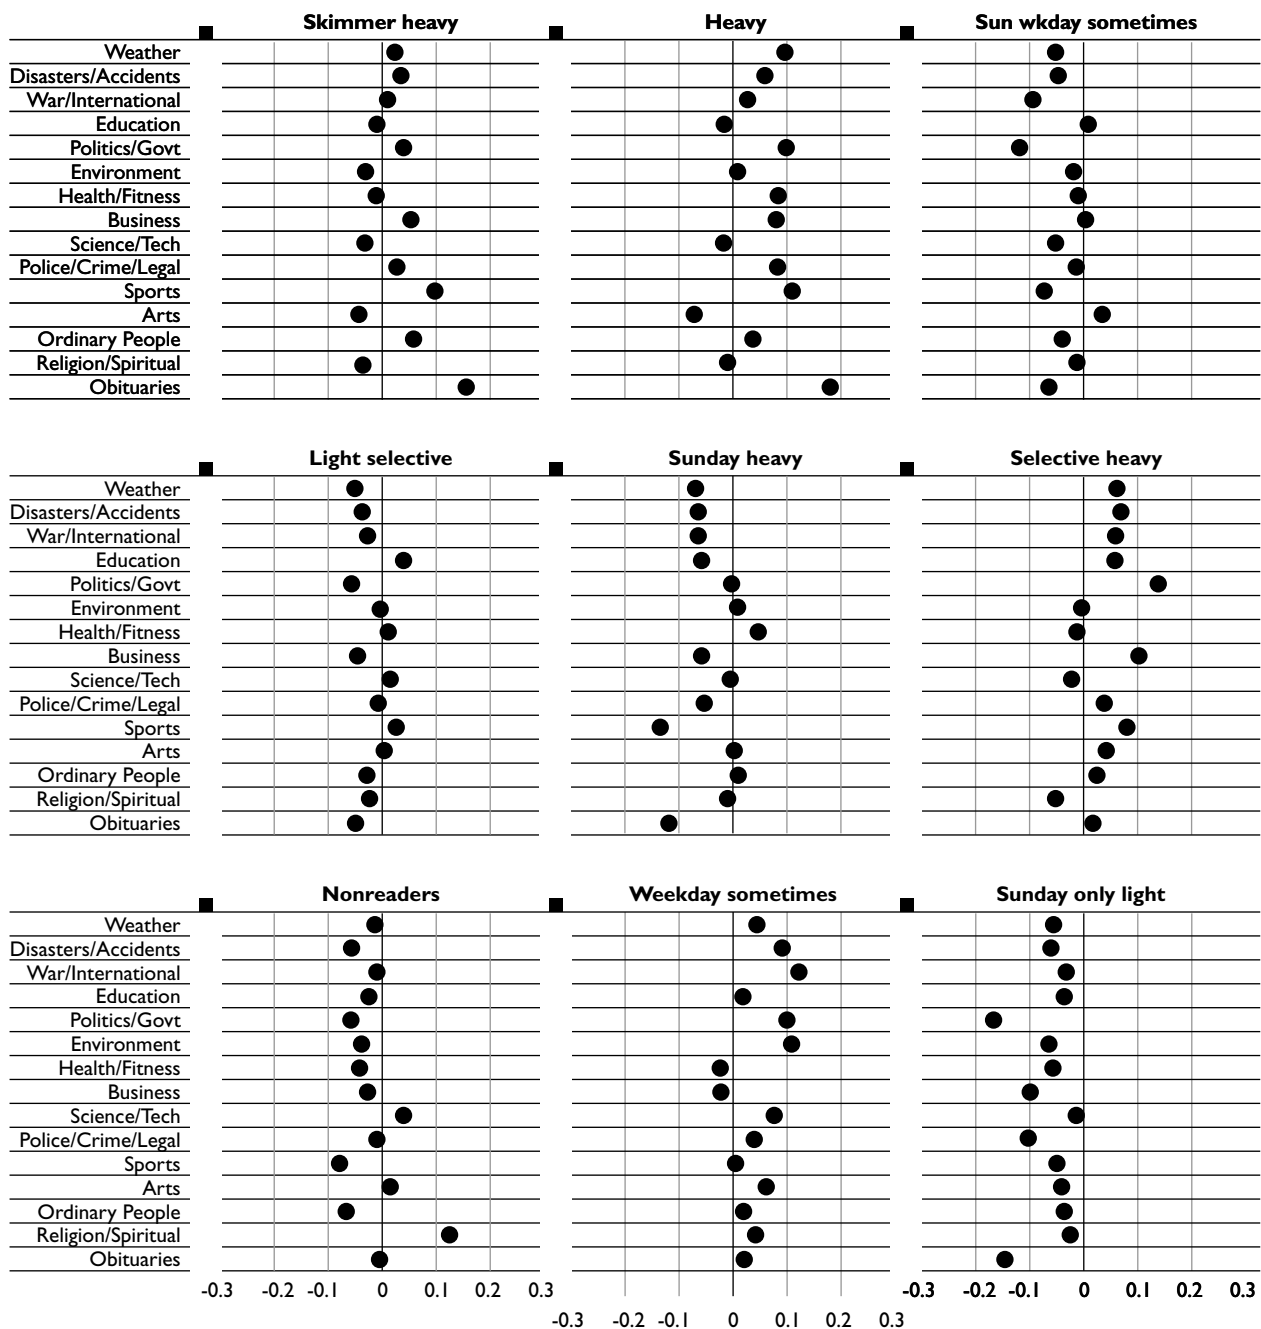 Skimmer heavy Heavy Sun wkday sometimes
Weather
Disasters/Accidents
War/International
Education
Politics/Govt
Environment
Health/Fitness
Business
Science/Tech
Police/Crime/Legal
Sports
Arts
Ordinary People
Religion/Spiritual
Obituaries
Light selective Sunday heavy Selective heavy
Weather
Disasters/Accidents
War/International
Education
Politics/Govt
Environment
Health/Fitness
Business
Science/Tech
Police/Crime/Legal
Sports
Arts
Ordinary People
Religion/Spiritual
Obituaries
Nonreaders Weekday sometimes Sunday only light
Weather
Disasters/Accidents
War/International
Education
Politics/Govt
Environment
Health/Fitness
Business
Science/Tech
Police/Crime/Legal
Sports
Arts
Ordinary People
Religion/Spiritual
Obituaries
-0.3 -0.2 -0.1 0 0.1 0.2 0.3 -0.3 -0.2 -0.1 0 0.1 0.2 0.3
-0.3 -0.2 -0.1 0 0.1 0.2 0.3